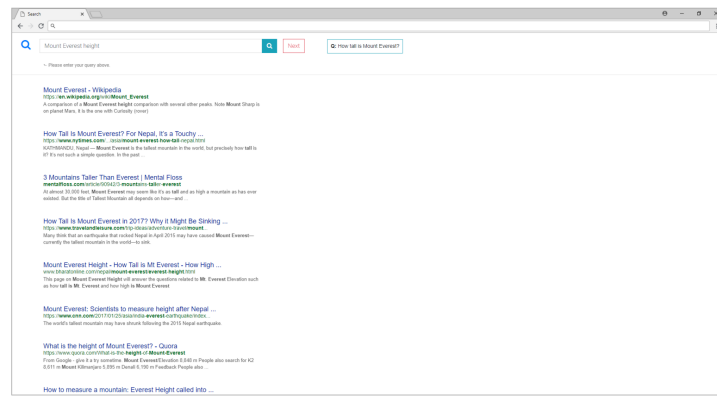 Search
Mount Everest height
Next
Q: How tall is Mount Everest?
Please enter your query above
Mount Everest - Wikipedia
https://en.wikipedia.org/wiki/Mount_Everest
A comparison of a Mount Everest height comparison with several other peaks. Note Mount Sharp is
on planet Mars. It is the one with Curiosity (rover)
How Tall Is Mount Everest? For Nepal, It's a Touchy ...
https://www.nytimes.com/.../asia/mount-everest-how-tall-nepal.html
KATHMANDU, Nepal — Mount Everest is the tallest mountain in the world, but precisely how tall is
it? It's not such a simple question. In the past ...
3 Mountains Taller Than Everest | Mental Floss
mentalfloss.com/article/90942/3-mountains-taller-everest
At almost 30,000 feet, Mount Everest may seem like it's as tall and as high a mountain as has ever
existed. But the title of Tallest Mountain all depends on how—and...
How Tall Is Mount Everest in 2017? Why It Might Be Sinking ...
https://www.travelandleisure.com/trip-ideas/adventure-travel/mount...
Many think that an earthquake that rocked Nepal in April 2015 may have caused Mount Everest—
currently the tallest mountain in the world—to sink.
Mount Everest Height - How Tall is Mt Everest - How High ...
www.bharatonline.com/nepal/mount-everest/everest-height.html
This page on Mount Everest Height will answer the questions related to Mt. Everest Elevation such
as how tall is Mt. Everest and how high is Mount Everest
Mount Everest: Scientists to measure height after Nepal ...
https://www.cnn.com/2017/01/25/asia/india-everest-earthquake/index...
The world's tallest mountain may have shrunk following the 2015 Nepal earthquake.
What is the height of Mount Everest? - Quora
https://www.quora.com/What-is-the-height-of-Mount-Everest
From Google - give it a try sometime. Mount Everest/Elevation 8,848 m People also search for K2
8,611 m Mount Kilimanjaro 5,895 m Denali 6,190 m Feedback People also ...
How to measure a mountain: Everest Height called into ...